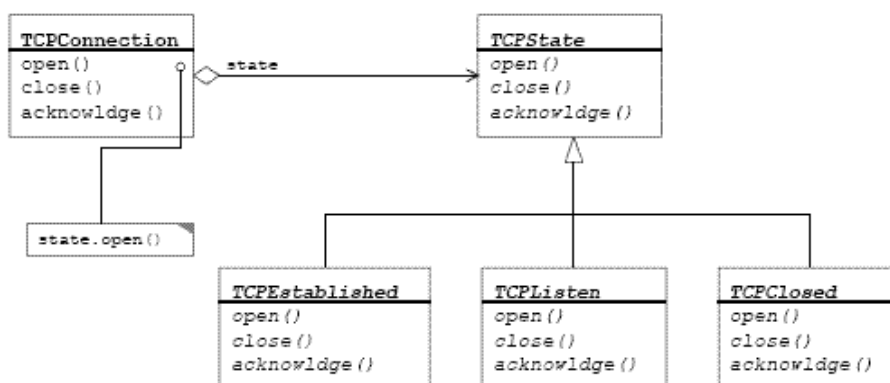 TCPConnection
open()
close()
acknowldge()
state
TCPState
open()
close()
acknowldge()
state.open()
TCPEstablished
open()
close()
acknowldge()
TCPListen
open()
close()
acknowldge()
TCPClosed
open()
close()
acknowldge()